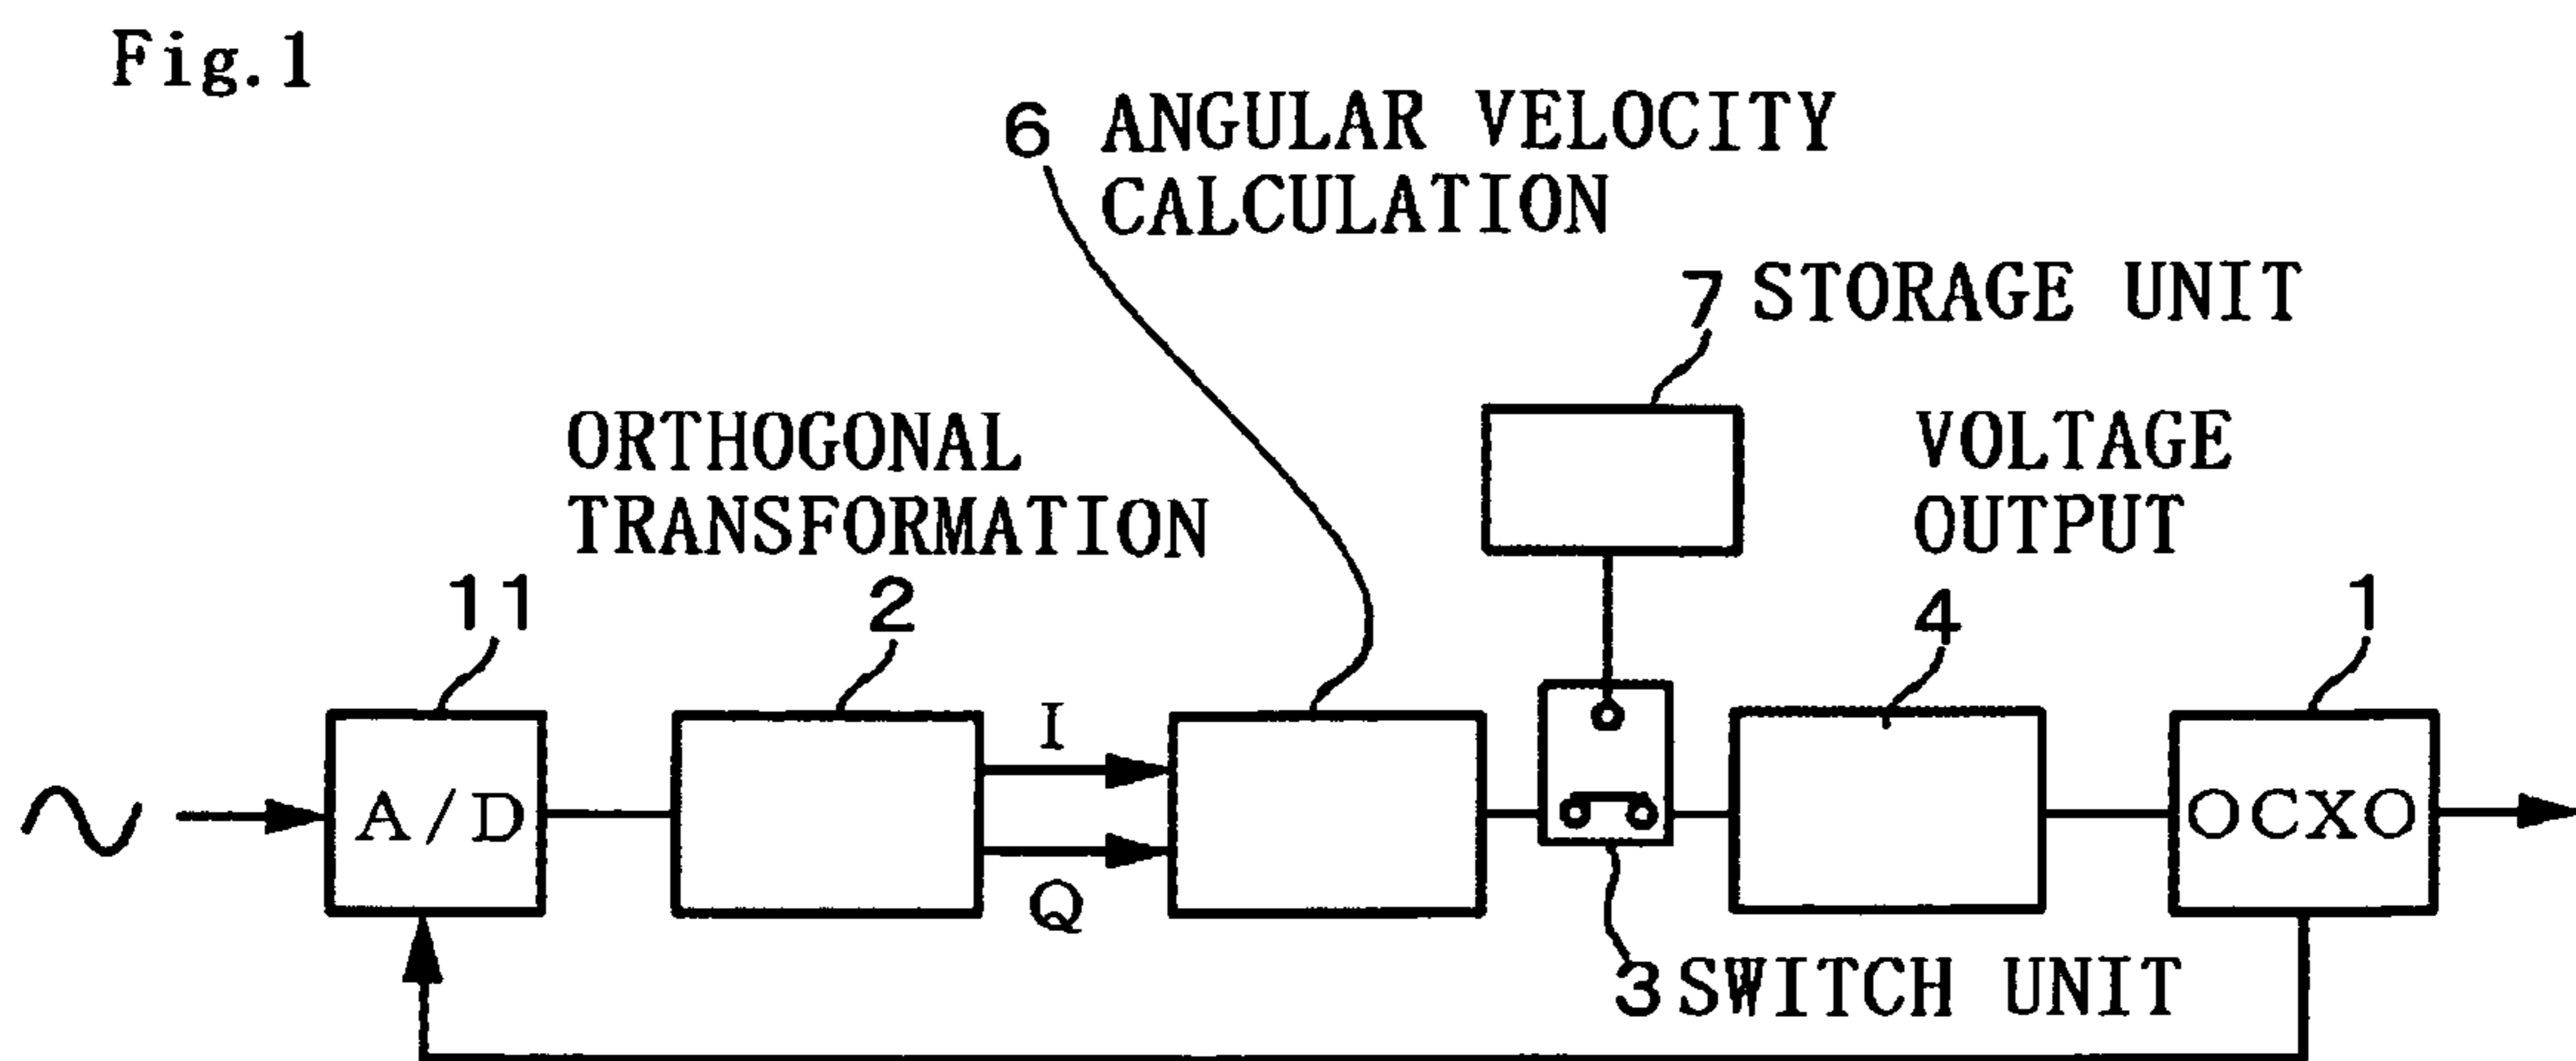 Fig.1
6 ANGULAR VELOCITY
CALCULATION
7 STORAGE UNIT
ORTHOGONAL
TRANSFORMATION
VOLTAGE
OUTPUT
11
2
4
1
I
A/D
OCXO
Q
3 SWITCH UNIT